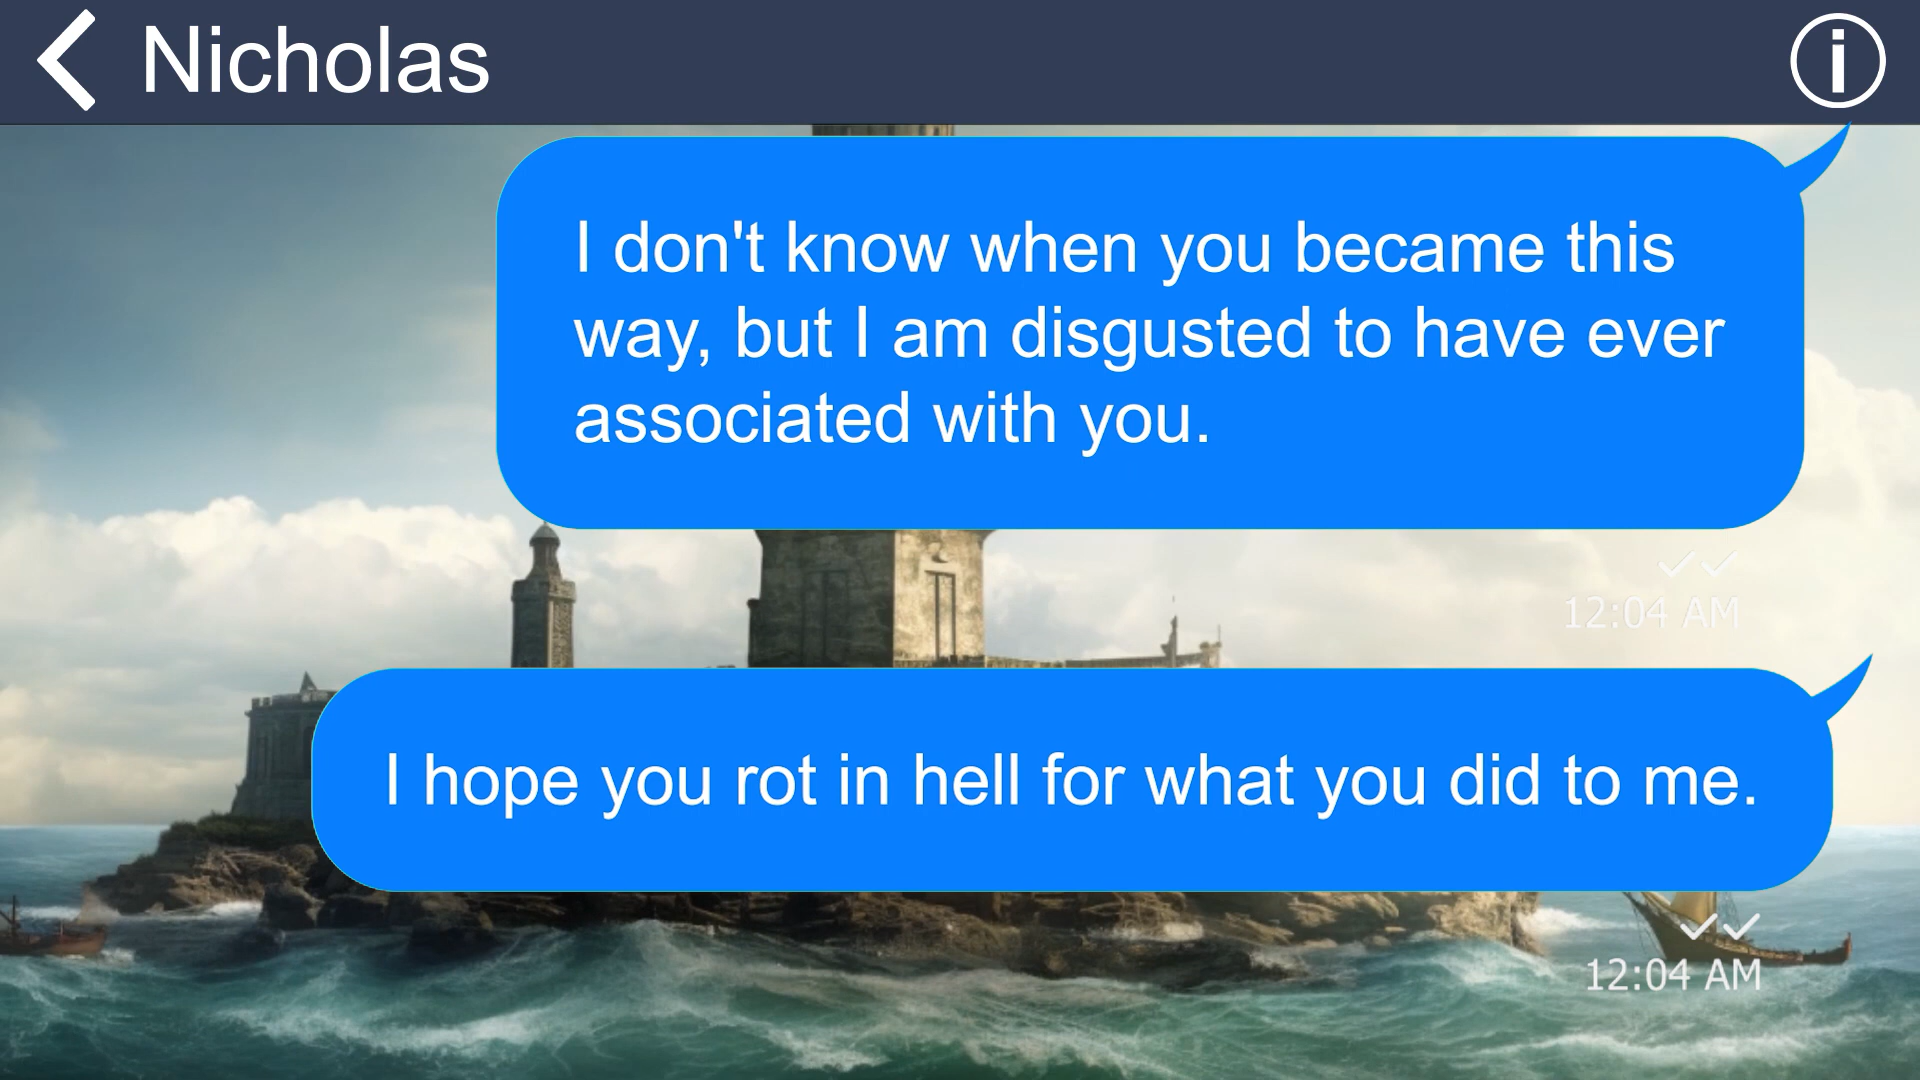 Nicholas
I don't know when you became this
way, but I am disgusted to have ever
associated with you.
12:04 AM
I hope you rot in hell for what you did to me.
12:04 AM